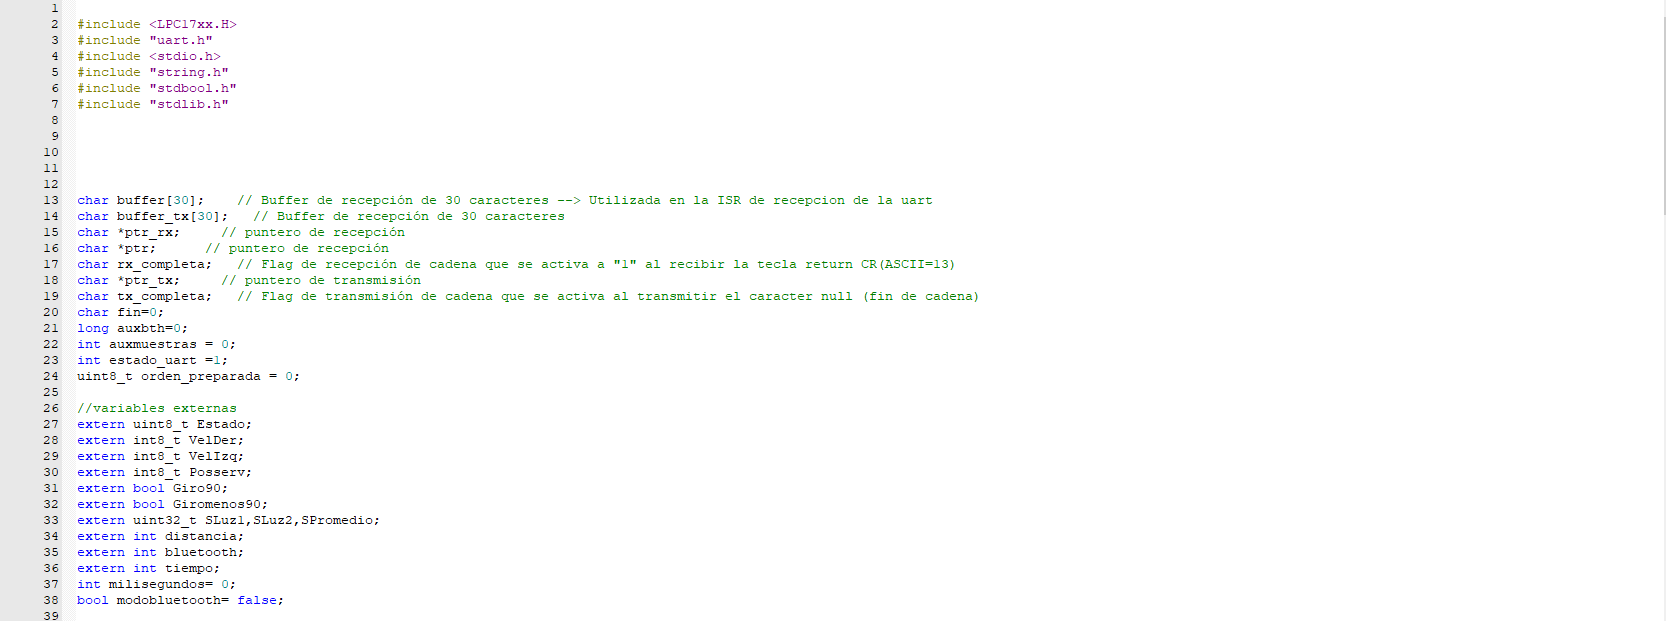 1
2 #include <LPC17xx.H>
3 #include "uart.h"
4 #include <stdio.h>
5 #include "string.h"
6 #include "stdbool.h"
7 #include "stdlib.h"
8
9
10
11
12
13 char buffer[30];    // Buffer de recepción de 30 caracteres --> Utilizada en la ISR de recepcion de la uart
14 char buffer_tx[30];   // Buffer de recepción de 30 caracteres
15 char *ptr_rx;     // puntero de recepción
16 char *ptr;      // puntero de recepción
17 char rx_completa;   // Flag de recepción de cadena que se activa a "1" al recibir la tecla return CR(ASCII=13)
18 char *ptr_tx;     // puntero de transmisión
19 char tx_completa;   // Flag de transmisión de cadena que se activa al transmitir el caracter null (fin de cadena)
20 char fin=0;
21 long auxbth=0;
22 int auxmuestras = 0;
23 int estado_uart =1;
24 uint8_t orden_preparada = 0;
25
26 //variables externas
27 extern uint8_t Estado;
28 extern int8_t VelDer;
29 extern int8_t VelIzq;
30 extern int8_t Posserv;
31 extern bool Giro90;
32 extern bool Giromenos90;
33 extern uint32_t SLuz1,SLuz2,SPromedio;
34 extern int distancia;
35 extern int bluetooth;
36 extern int tiempo;
37 int milisegundos= 0;
38 bool modobluetooth= false;
39